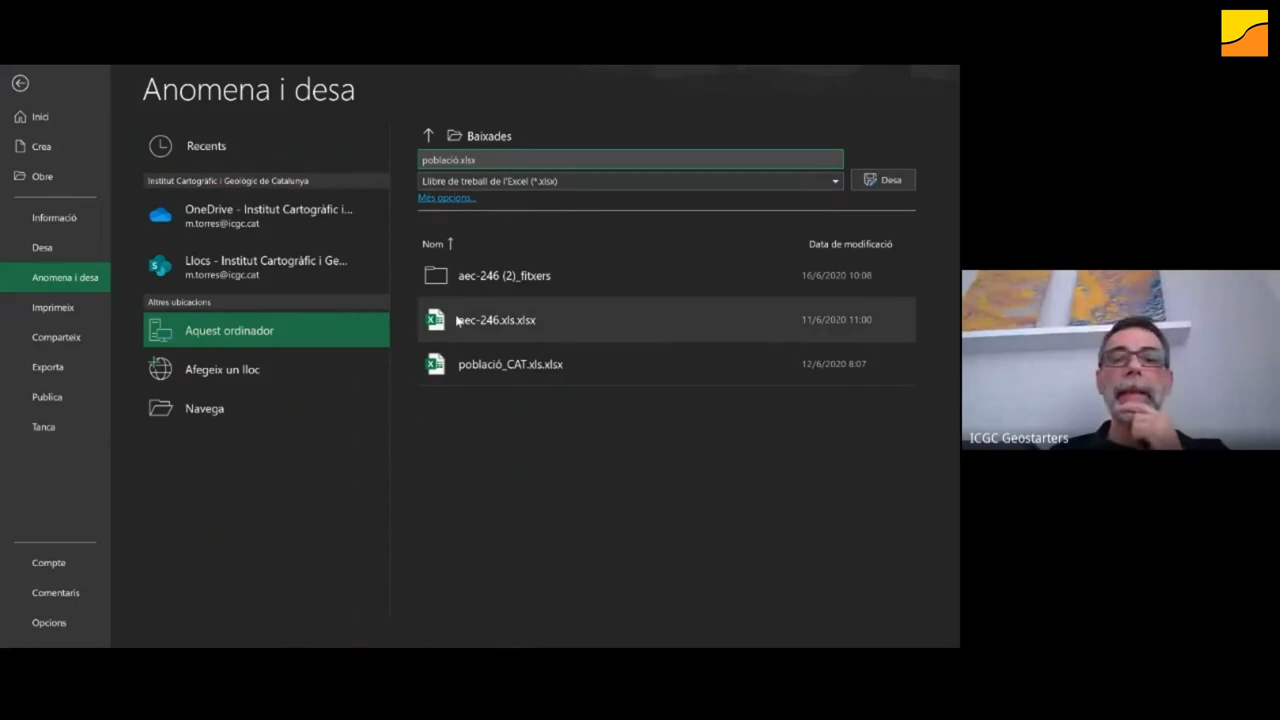 Anomena i desa
Inici
Crea
Obre
Informació
Desa
Anomena i desa
Imprimeix
Comparteix
Exporta
Publica
Tanca
Compte
Comentaris
Opcions
Recents
Institut Cartogràfic i Geològic de Catalunya
OneDrive - Institut Cartogràfic i...
m.torres@icgc.cat
Llocs - Institut Cartogràfic i Ge...
m.torres@icgc.cat
Altres ubicacions
Aquest ordinador
Afegeix un lloc
Navega
Baixades
població.xlsx
Llibre de treball de l'Excel (*.xlsx)
Desa
Més opcions...
Nom Data de modificació
aec-246 (2)_fitxers 16/6/2020 10:08
aec-246.xls.xlsx 11/6/2020 11:00
població_CAT.xls.xlsx 12/6/2020 8:07
ICGC Geostarters